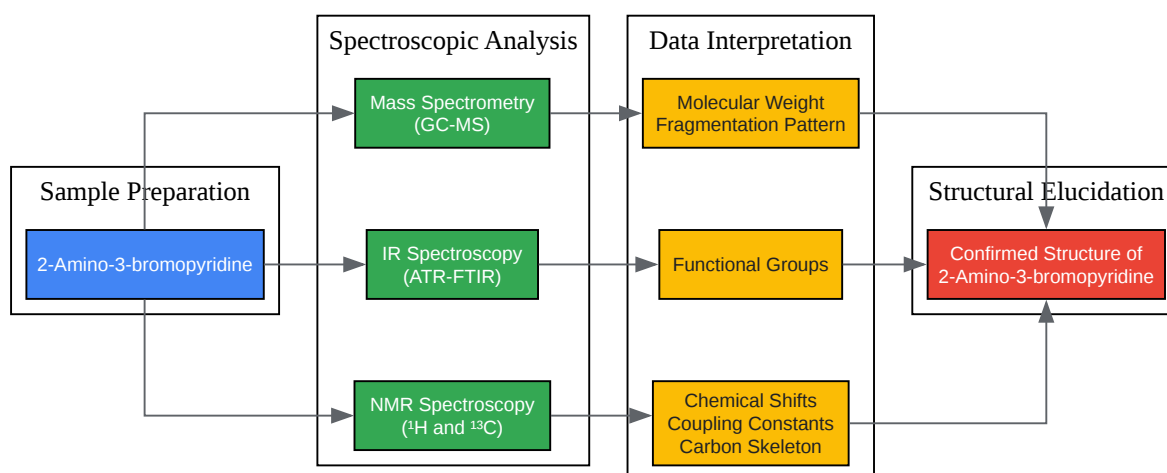 Spectroscopic Analysis
Data Interpretation
Mass Spectrometry
(GC-MS)
Molecular Weight
Fragmentation Pattern
Sample Preparation
Structural Elucidation
2-Amino-3-bromopyridine
IR Spectroscopy
(ATR-FTIR)
Functional Groups
Confirmed Structure of
2-Amino-3-bromopyridine
NMR Spectroscopy
(¹H and ¹³C)
Chemical Shifts
Coupling Constants
Carbon Skeleton